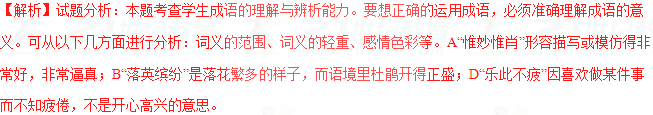 【解析】试题分析：本题考查学生成语的理解与辨析能力。要想正确的运用成语，必须准确理解成语的意
义。可从以下几方面进行分析：词义的范围、词义的轻重、感情色彩等。A“惟妙惟肖”形容描写或模仿得非
常好，非常逼真；B“落英缤纷”是落花繁多的样子，而语境里杜鹃开得正盛；D“乐此不疲”因喜欢做某件事
而不知疲倦，不是开心高兴的意思。